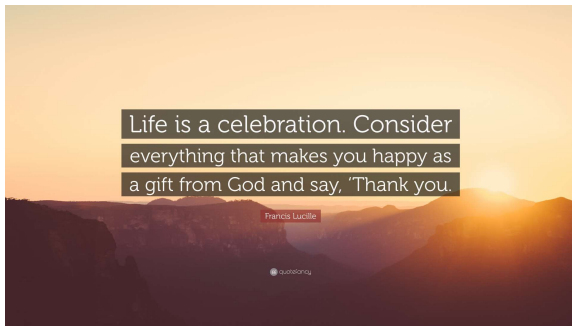 Life is a celebration. Consider
everything that makes you happy as
a gift from God and say, ‘Thank you.
Francis Lucille
quotefancy